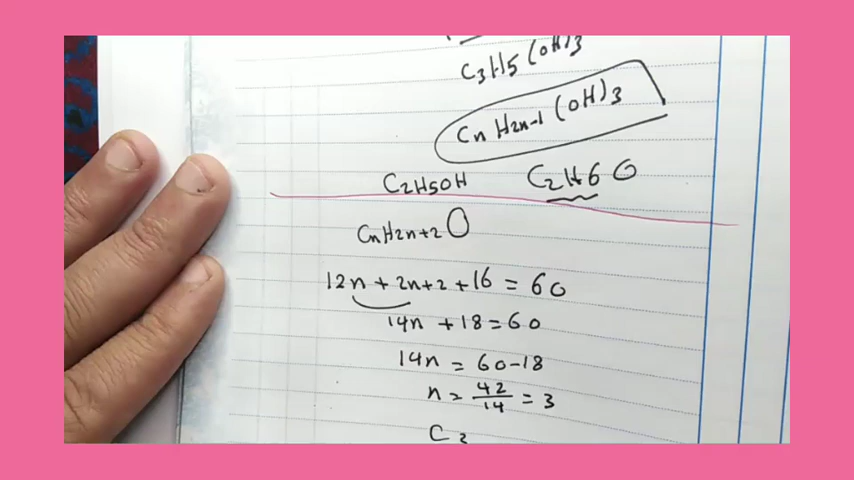 C3H5(OH)3
CnH2n-1(OH)3
C2H5OH C2H6O
CnH2n+2O
12n + 2n+2 + 16 = 60
14n + 18 = 60
14n = 60-18
n = 42/14 = 3
C3